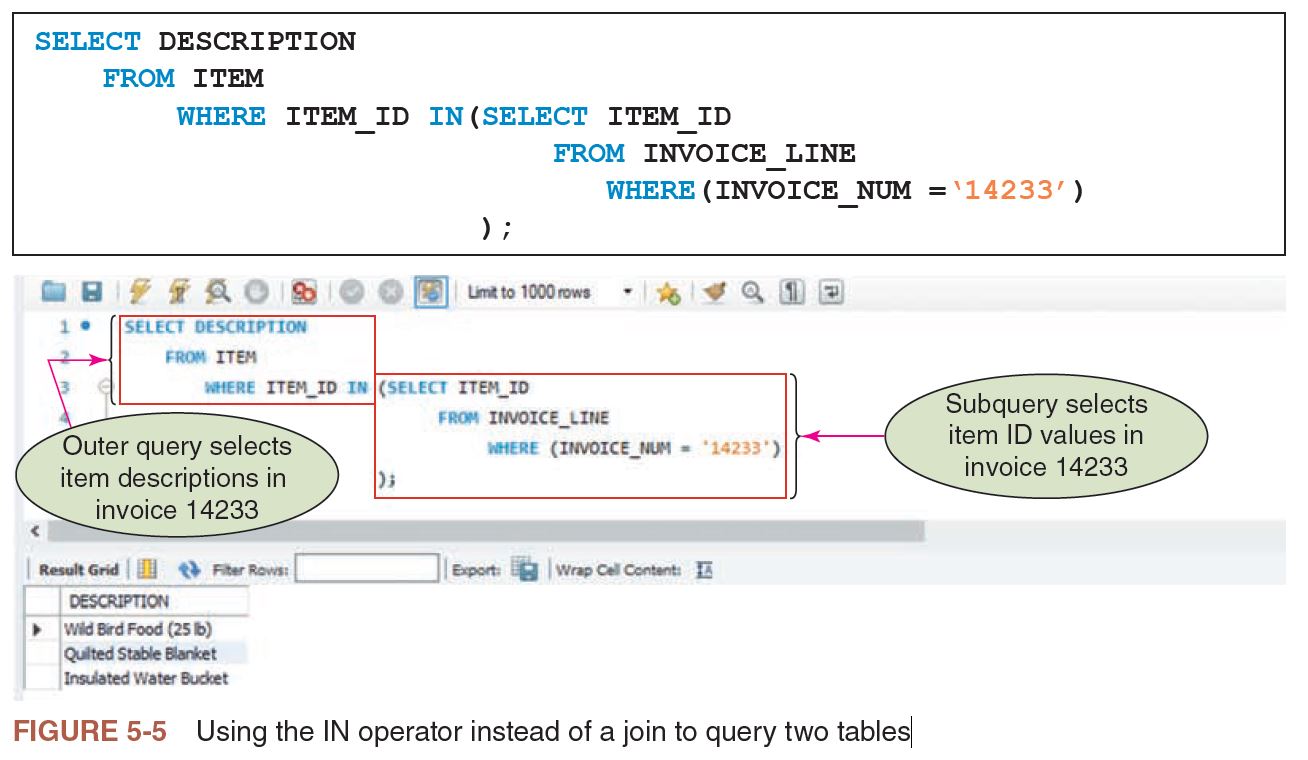 SELECT DESCRIPTION
FROM ITEM
WHERE ITEM_ID IN(SELECT ITEM_ID
FROM INVOICE_LINE
WHERE(INVOICE_NUM =‘14233’)
);
Limit to 1000 rows
1 SELECT DESCRIPTION
2 FROM ITEM
3 WHERE ITEM_ID IN (SELECT ITEM_ID
4 FROM INVOICE_LINE
WHERE (INVOICE_NUM = '14233')
);
Outer query selects
item descriptions in
invoice 14233
Subquery selects
item ID values in
invoice 14233
Result Grid Filter Rows: Export: Wrap Cell Content:
DESCRIPTION
Wild Bird Food (25 lb)
Quilted Stable Blanket
Insulated Water Bucket
FIGURE 5-5 Using the IN operator instead of a join to query two tables